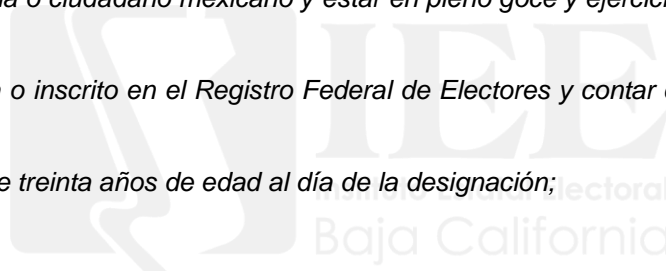 o ciudadano mexicano y estar en pleno goce y
o inscrito en el Registro Federal de Electores y contar
IEE
treinta años de edad al día de la designación;
Instituto Estatal Electoral
Baja California